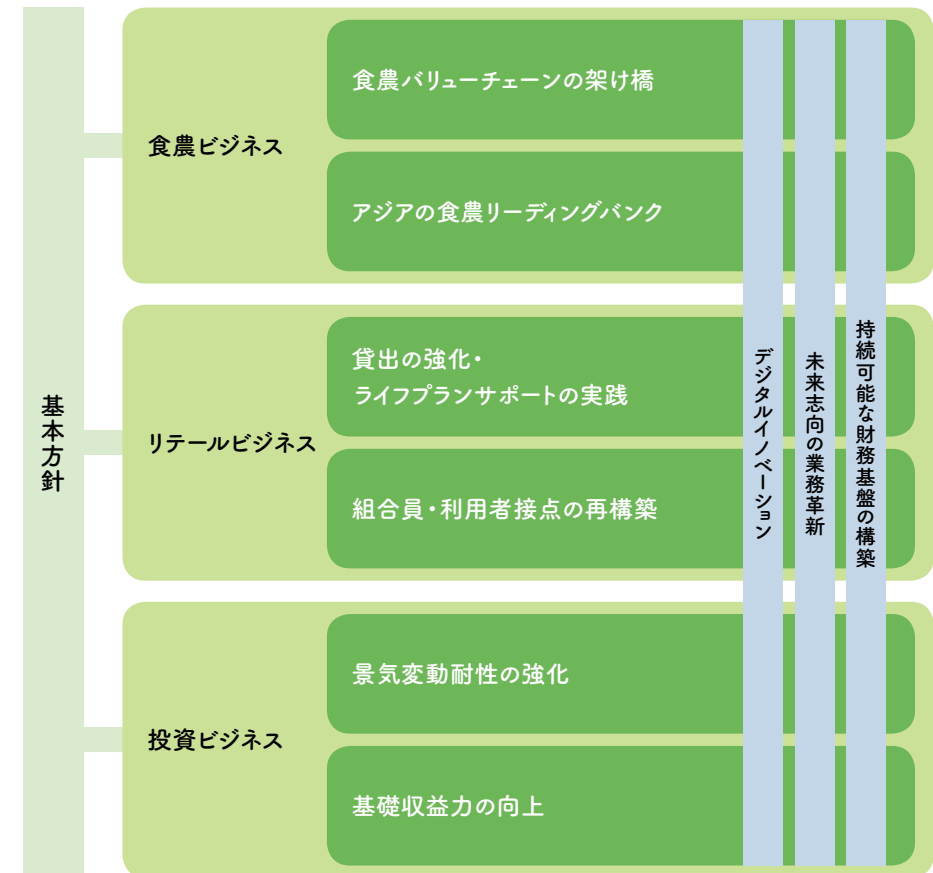 基本方針
食農ビジネス
食農バリューチェーンの架け橋
アジアの食農リーディングバンク
リテールビジネス
貸出の強化・
ライフプランサポートの実践
組合員・利用者接点の再構築
投資ビジネス
景気変動耐性の強化
基礎収益力の向上
デジタルイノベーション
未来志向の業務革新
持続可能な財務基盤の構築